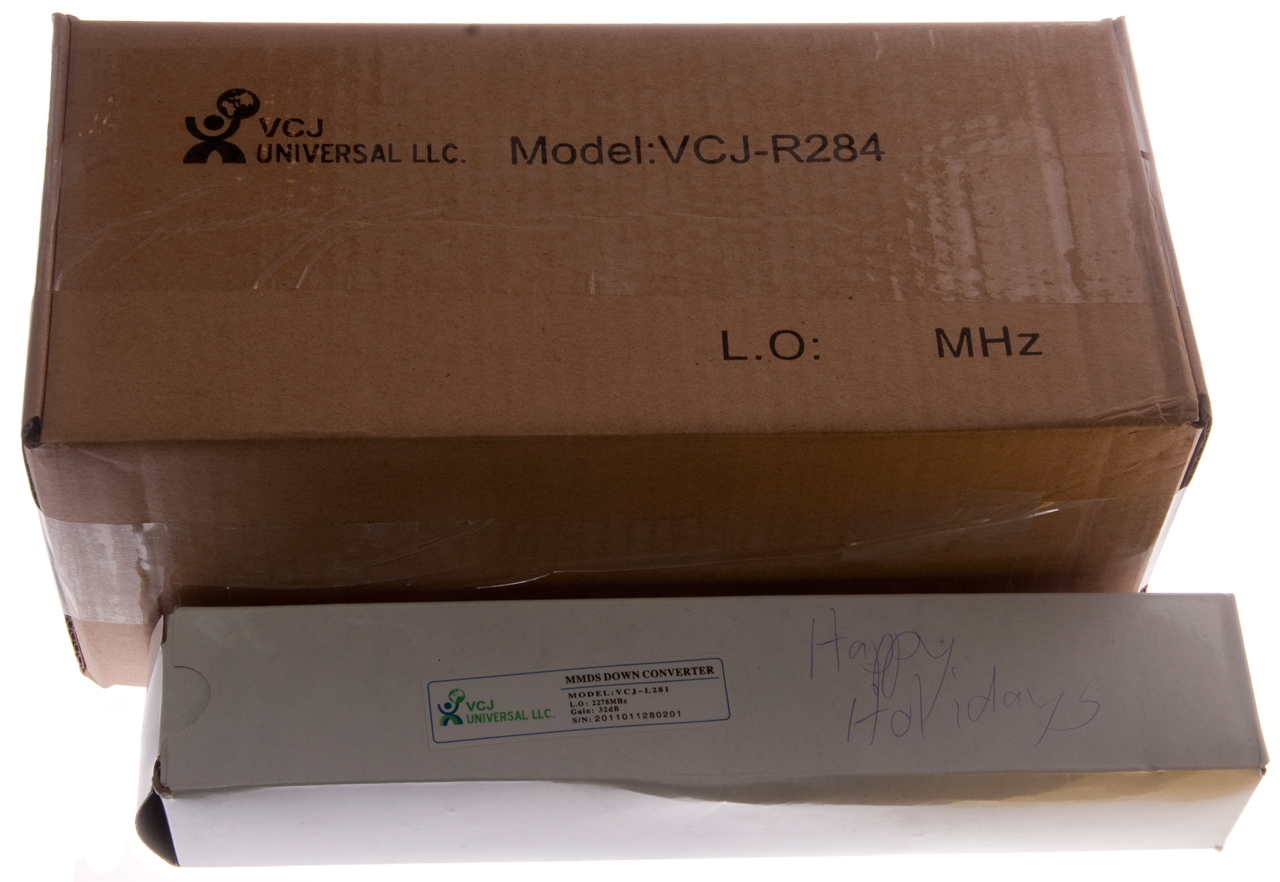 VCJ
UNIVERSAL LLC.
Model:VCJ-R284
L.O: MHz
MMDS DOWN CONVERTER
VCJ
UNIVERSAL LLC.
MODEL:VCJ-L281
L.O: 2278MHz
Gain: 32dB
S/N: 2011011280201
Happy
Holidays